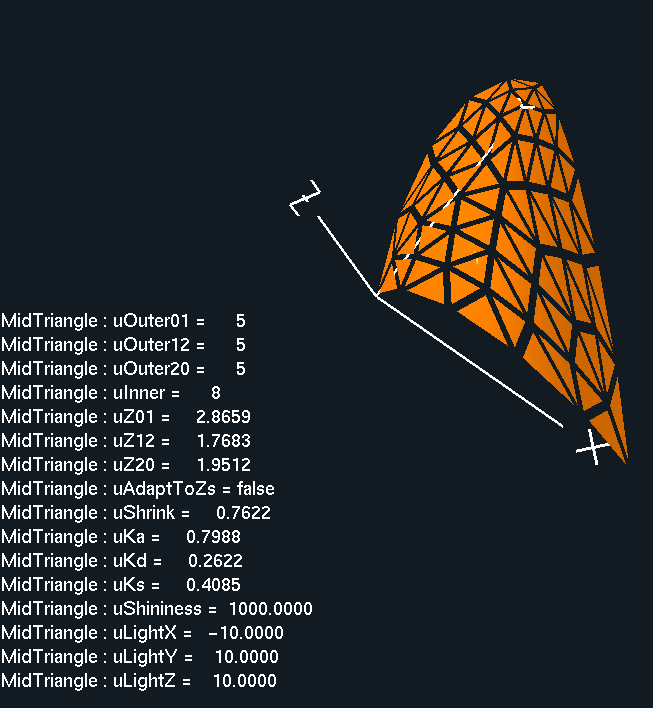 Y
Z
MidTriangle : uOuter01 = 5
MidTriangle : uOuter12 = 5
MidTriangle : uOuter20 = 5
MidTriangle : uInner = 8
MidTriangle : uZ01 = 2.8659
MidTriangle : uZ12 = 1.7683
MidTriangle : uZ20 = 1.9512
MidTriangle : uAdaptToZs = false
X
MidTriangle : uShrink = 0.7622
MidTriangle : uKa = 0.7988
MidTriangle : uKd = 0.2622
MidTriangle : uKs = 0.4085
MidTriangle : uShininess = 1000.0000
MidTriangle : uLightX = -10.0000
MidTriangle : uLightY = 10.0000
MidTriangle : uLightZ = 10.0000